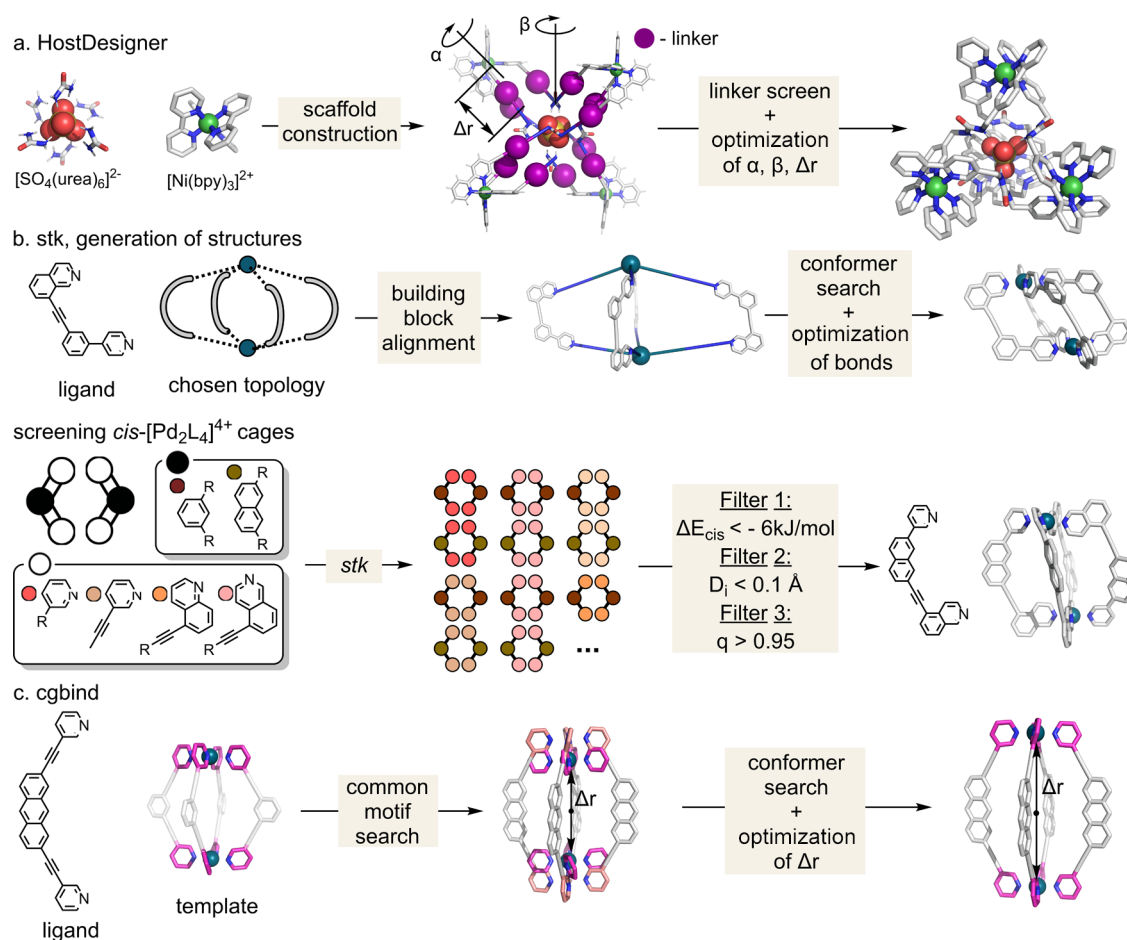 a. HostDesigner
α
β
- linker
Δr
[SO₄(urea)₆]²⁻
[Ni(bpy)₃]²⁺
scaffold
construction
linker screen
+
optimization
of α, β, Δr
b. stk, generation of structures
N
N
ligand
chosen topology
building
block
alignment
conformer
search
+
optimization
of bonds
screening cis-[Pd₂L₄]⁴⁺ cages
R
R
R
R
N
R
N
N
R
N
R
stk
...
Filter 1:
ΔE꜀ᵢₛ < - 6kJ/mol
Filter 2:
Dᵢ < 0.1 Å
Filter 3:
q > 0.95
N
N
c. cgbind
N
N
ligand
template
common
motif
search
Δr
conformer
search
+
optimization
of Δr
Δr